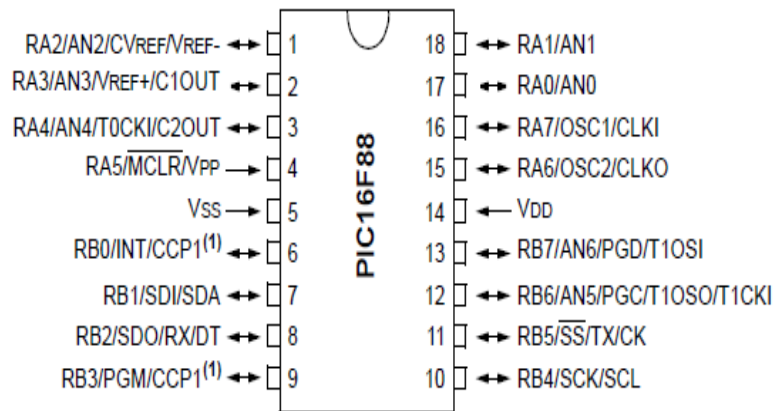 RA2/AN2/CVREF/VREF- 1 18 RA1/AN1
RA3/AN3/VREF+/C1OUT 2 17 RA0/AN0
RA4/AN4/T0CKI/C2OUT 3 16 RA7/OSC1/CLKI
RA5/MCLR/VPP 4 15 RA6/OSC2/CLKO
VSS 5 14 VDD
RB0/INT/CCP1(1) 6 13 RB7/AN6/PGD/T1OSI
RB1/SDI/SDA 7 12 RB6/AN5/PGC/T1OSO/T1CKI
RB2/SDO/RX/DT 8 11 RB5/SS/TX/CK
RB3/PGM/CCP1(1) 9 10 RB4/SCK/SCL
PIC16F88